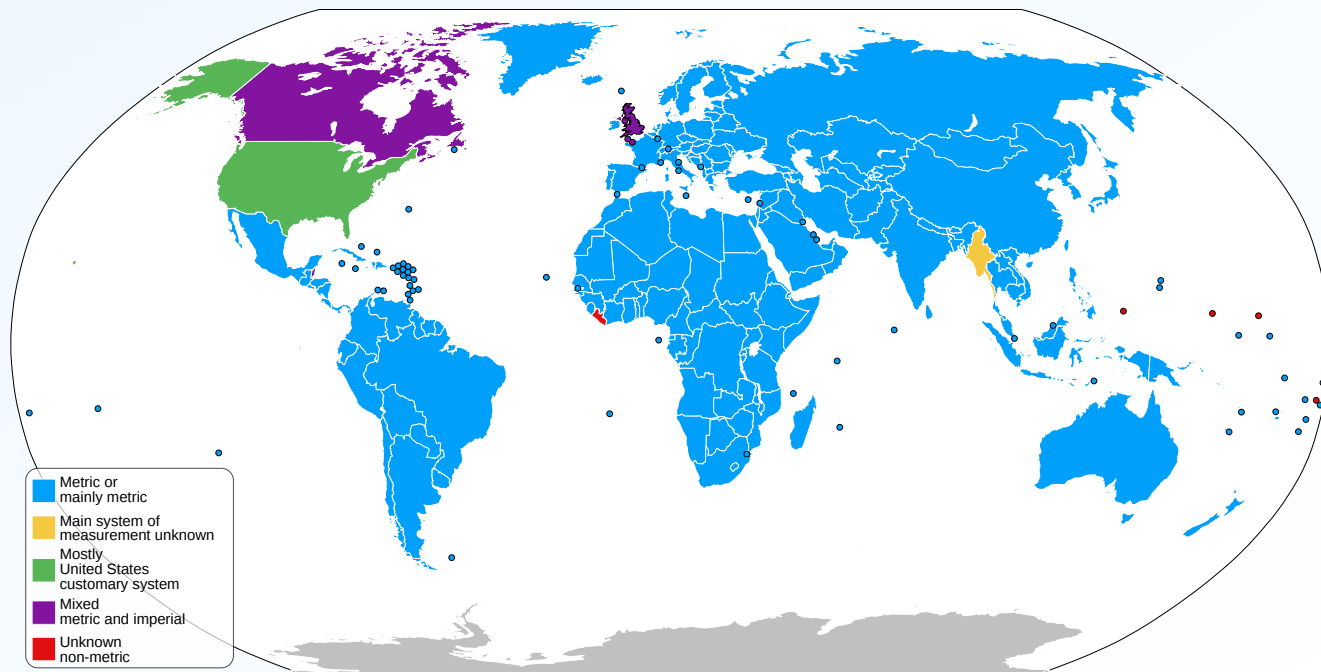 Metric or
mainly metric
Main system of
measurement unknown
Mostly
United States
customary system
Mixed
metric and imperial
Unknown
non-metric